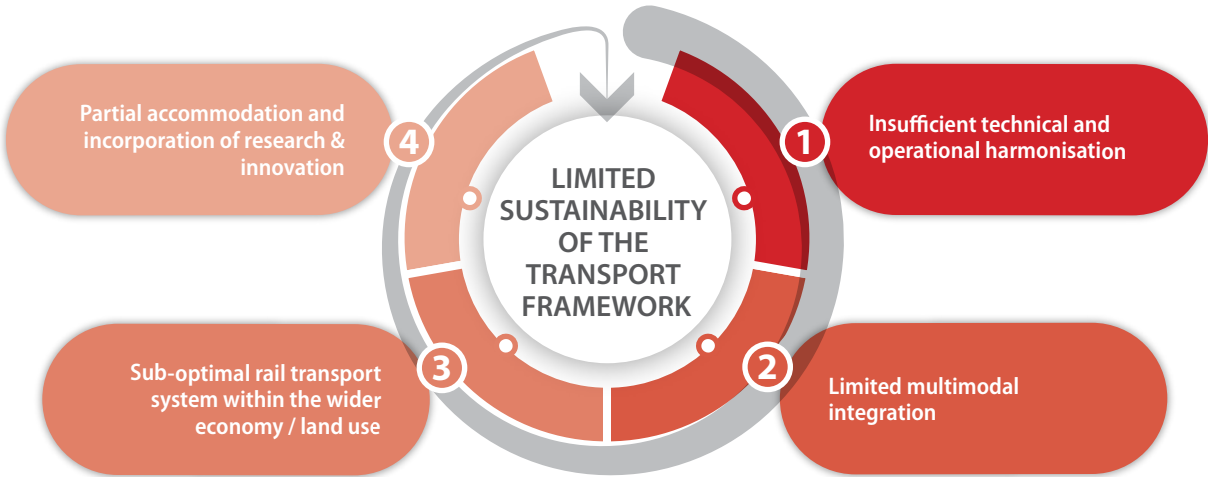 LIMITED
SUSTAINABILITY
OF THE
TRANSPORT
FRAMEWORK
1
Insufficient technical and
operational harmonisation
2
Limited multimodal
integration
3
Sub-optimal rail transport
system within the wider
economy / land use
4
Partial accommodation and
incorporation of research &
innovation